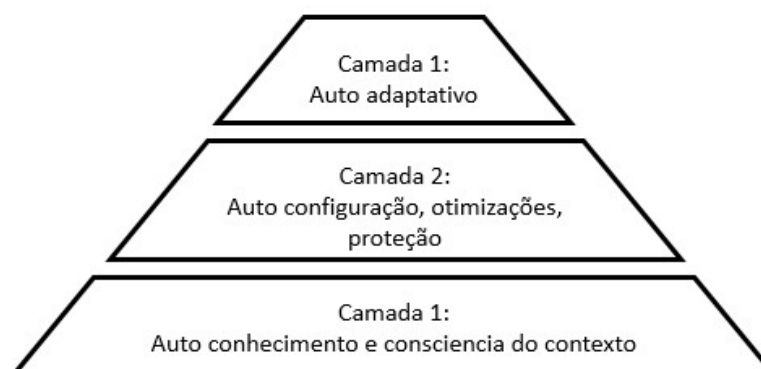 Camada 1:
Auto adaptativo
Camada 2:
Auto configuração, otimizações,
proteção
Camada 1:
Auto conhecimento e consciencia do contexto